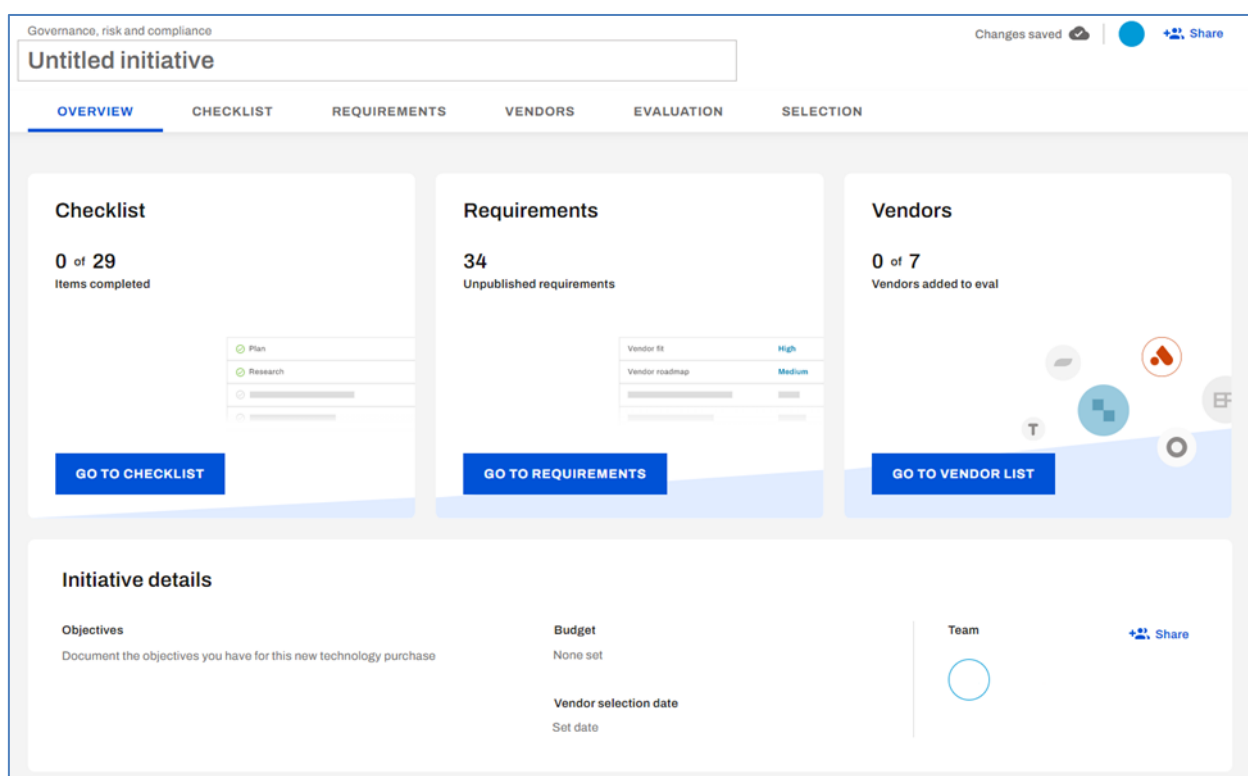 Governance, risk and compliance
Changes saved
Share
Untitled initiative
OVERVIEW CHECKLIST REQUIREMENTS VENDORS EVALUATION SELECTION
Checklist
0 of 29
Items completed
Plan
Research
GO TO CHECKLIST
Requirements
34
Unpublished requirements
Vendor fit High
Vendor roadmap Medium
GO TO REQUIREMENTS
Vendors
0 of 7
Vendors added to eval
T
GO TO VENDOR LIST
Initiative details
Objectives
Document the objectives you have for this new technology purchase
Budget
None set
Vendor selection date
Set date
Team
Share